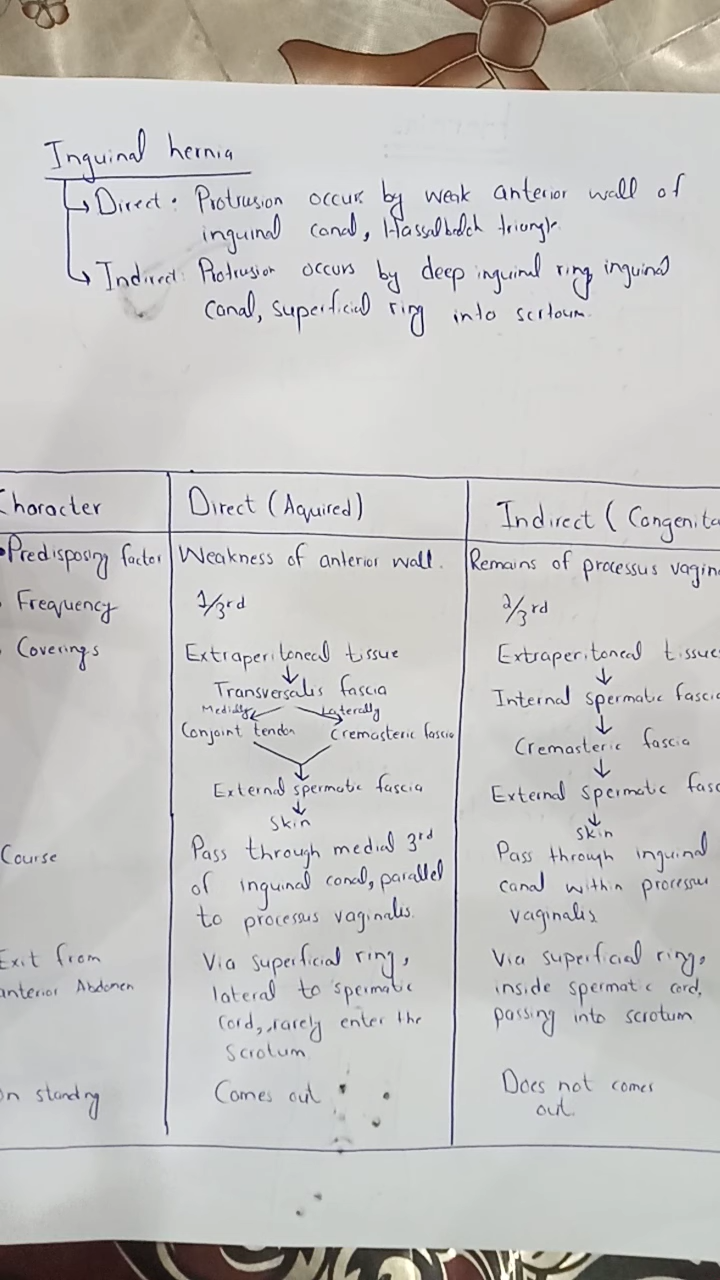 Inguinal hernia
Direct: Protrusion occurs by weak anterior wall of
inguinal canal, Hassalbalch triangle.
Indirect: Protrusion occurs by deep inguinal ring, inguinal
canal, superficial ring into scrtoum.
Character
Direct (Aquired)
Indirect (Congenita
Predisposing factor
Weakness of anterior wall.
Remains of processus vagin
Frequency
1/3rd
2/3rd
Coverings
Extraperitoneal tissue
Transversalis fascia
Medially
Laterally
Conjoint tendon
Cremasteric fascia
External spermatic fascia
Skin
Extraperitoneal tissue
Internal spermatic fascia
Cremasteric fascia
External spermatic fasc
Skin
Course
Pass through medial 3rd
of inguinal canal, parallel
to processus vaginalis.
Pass through inguinal
canal within processus
vaginalis
Exit from
anterior Abdomen
Via superficial ring,
lateral to spermatic
cord, rarely enter the
Scrotum
Via superficial ring,
inside spermatic cord,
passing into scrotum
On standing
Comes out
Does not comes
out.